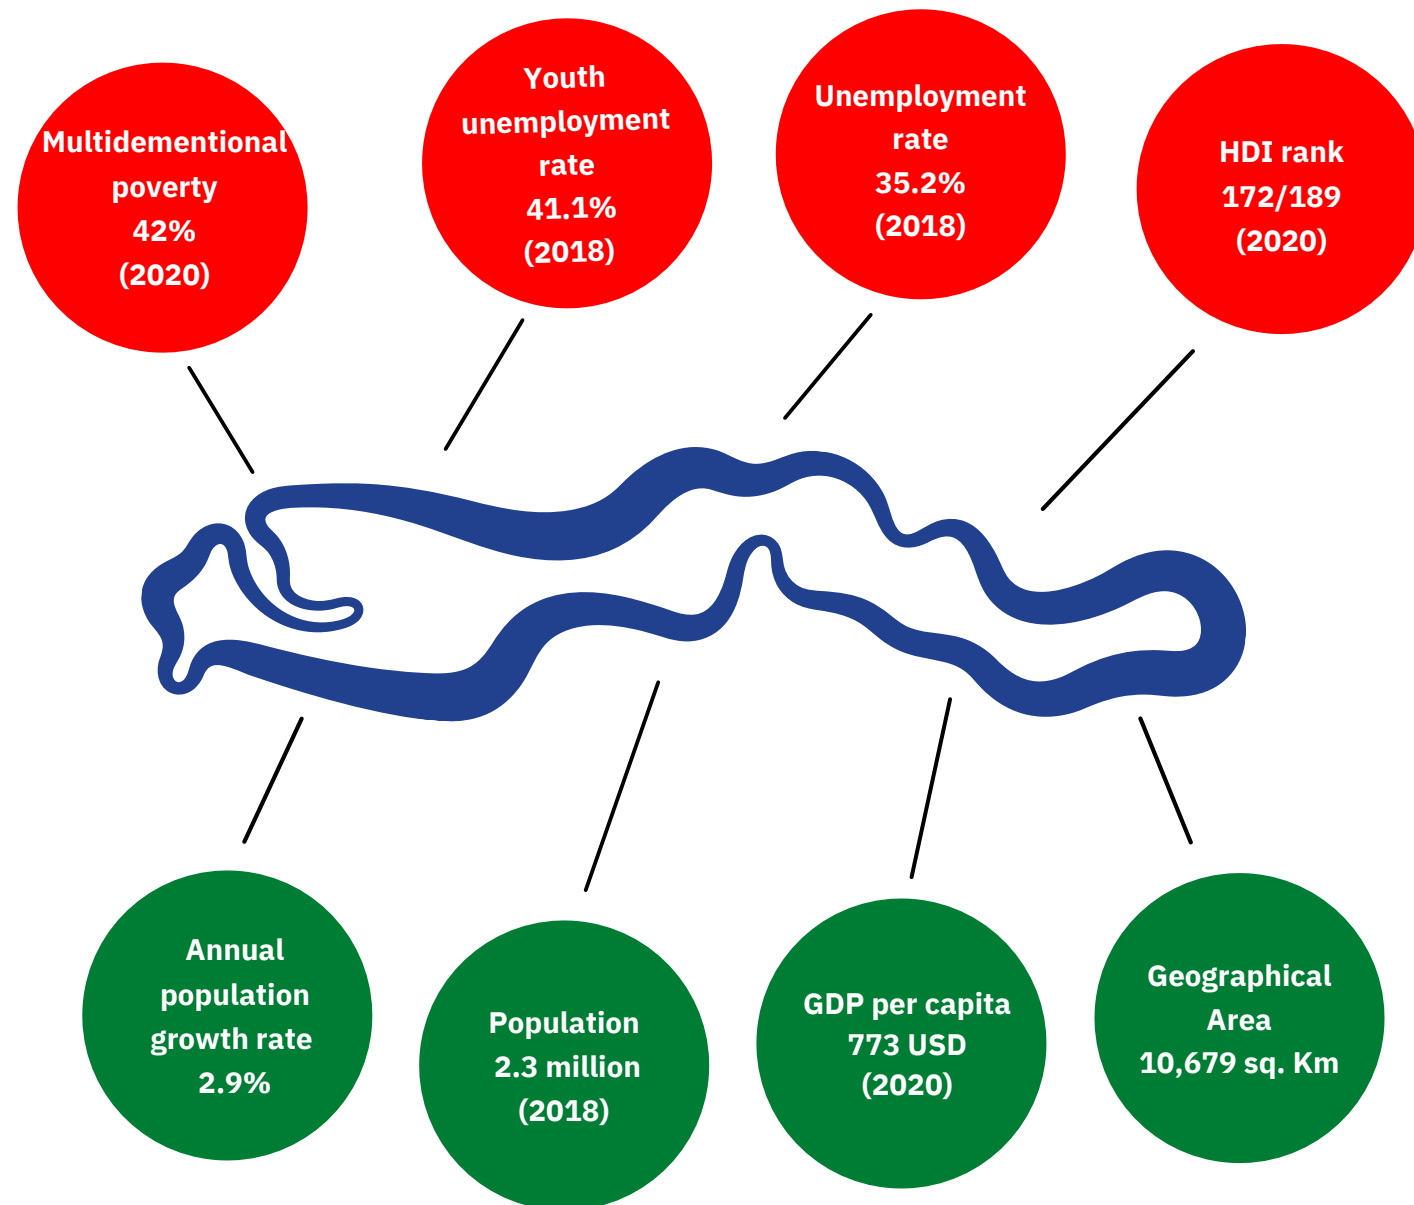 Multidementional
poverty
42%
(2020)
Youth
unemployment
rate
41.1%
(2018)
Unemployment
rate
35.2%
(2018)
HDI rank
172/189
(2020)
Annual
population
growth rate
2.9%
Population
2.3 million
(2018)
GDP per capita
773 USD
(2020)
Geographical
Area
10,679 sq. Km